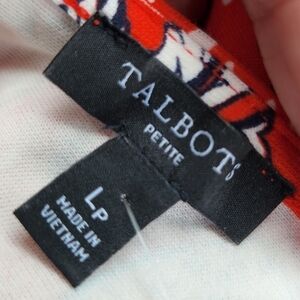 TALBOTS
PETITE
LP
MADE IN
VIETNAM